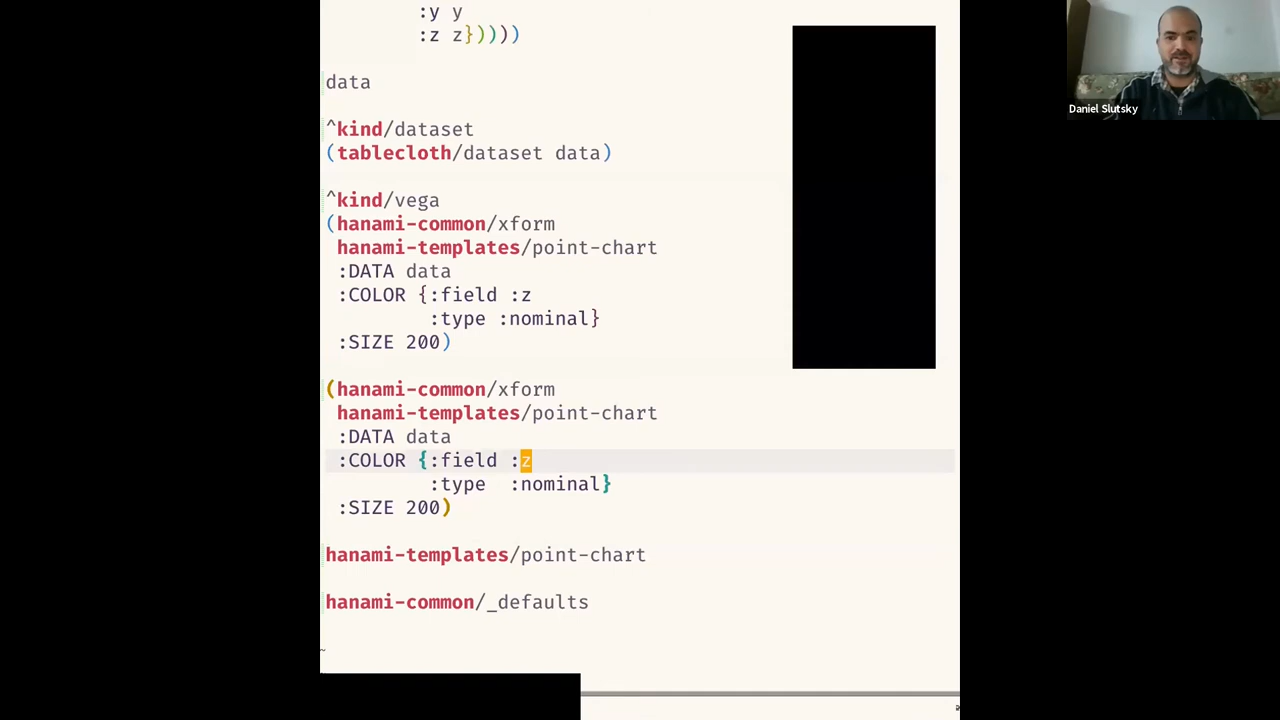 :y y
:z z})))))
data
^kind/dataset
(tablecloth/dataset data)
^kind/vega
(hanami-common/xform
hanami-templates/point-chart
:DATA data
:COLOR {:field :z
:type :nominal}
:SIZE 200)
(hanami-common/xform
hanami-templates/point-chart
:DATA data
:COLOR {:field :z
:type  :nominal}
:SIZE 200)
hanami-templates/point-chart
hanami-common/_defaults
~
Daniel Slutsky